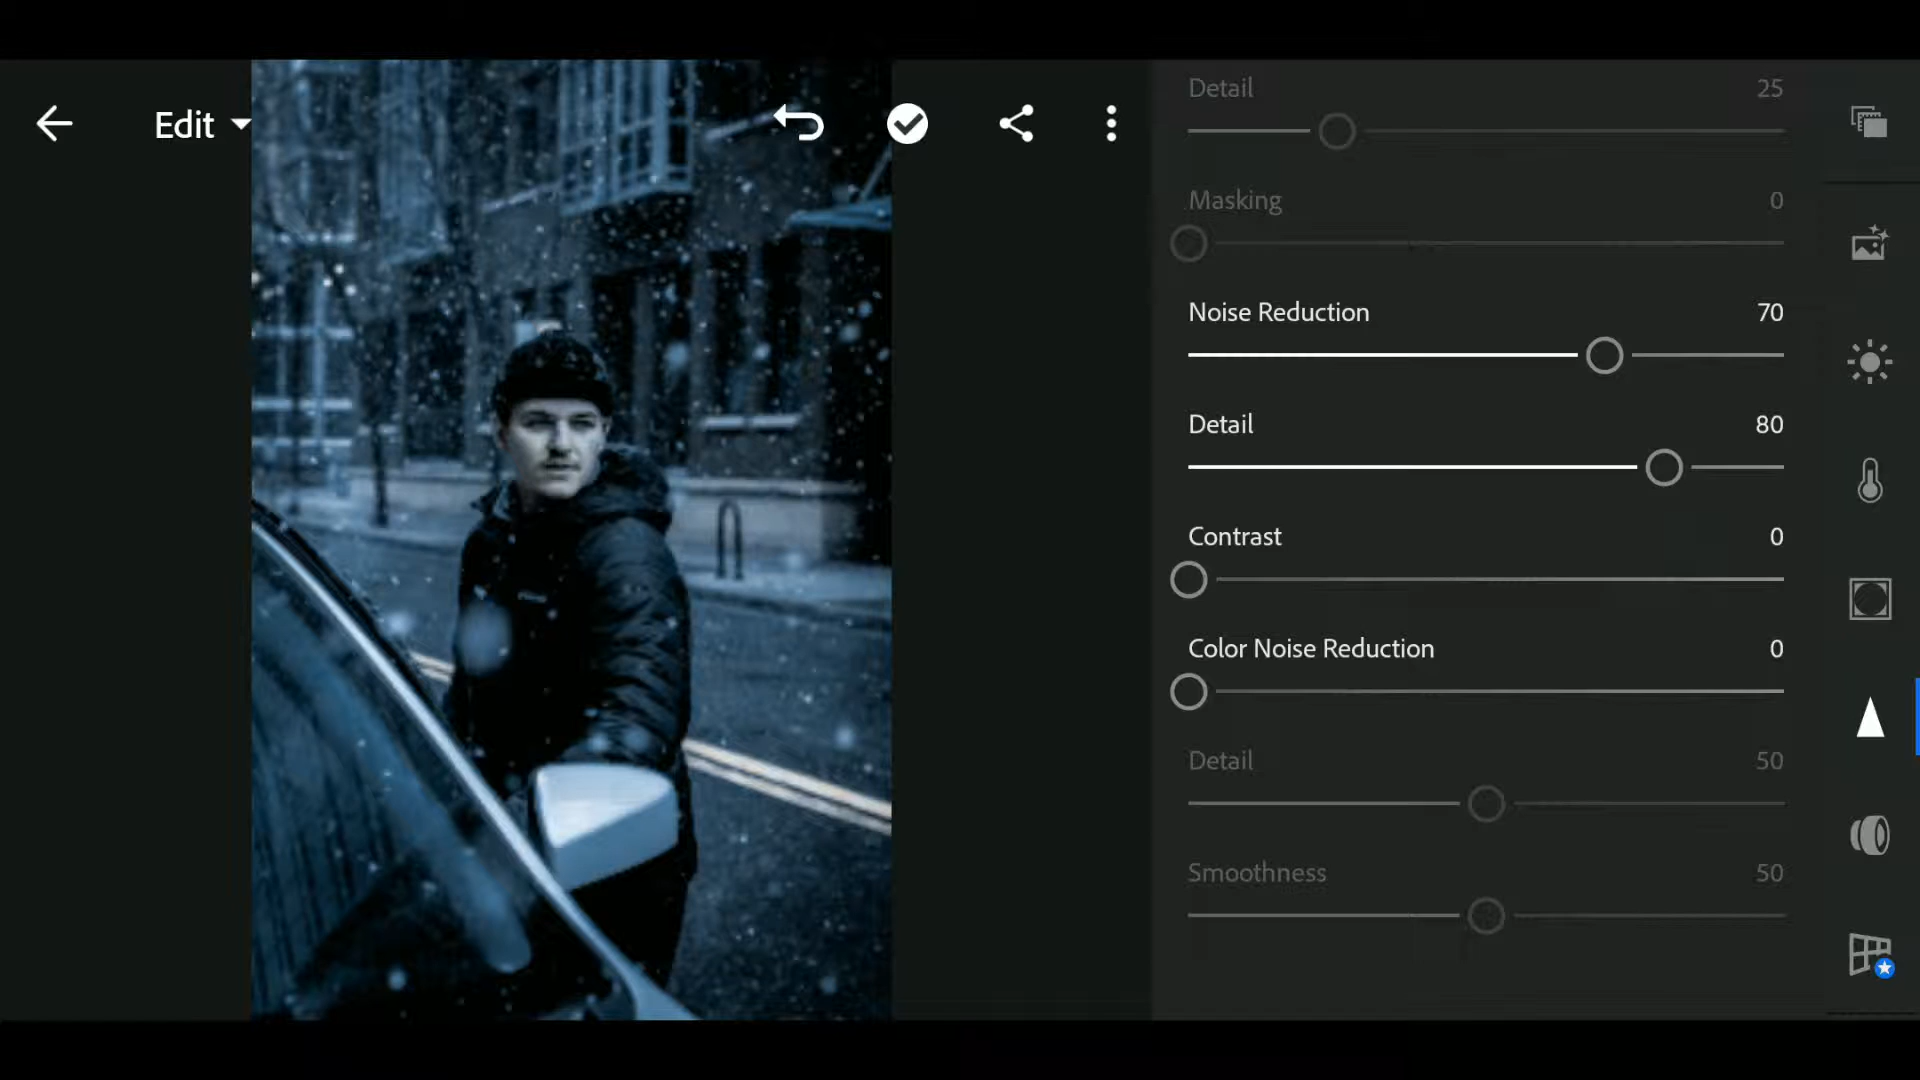 Edit
Detail 25
Masking 0
Noise Reduction 70
Detail 80
Contrast 0
Color Noise Reduction 0
Detail 50
Smoothness 50